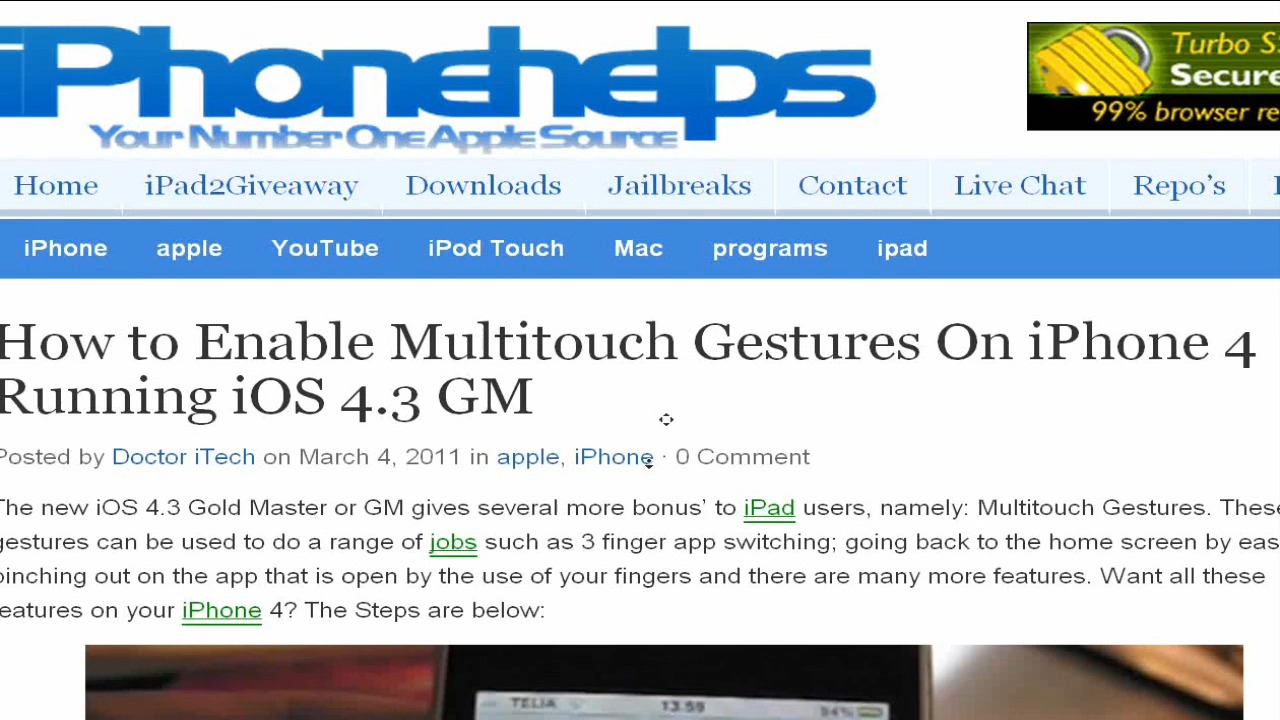 iPhonehelps
Your Number One Apple Source
Turbo S
Secure
99% browser re
Home iPad2Giveaway Downloads Jailbreaks Contact Live Chat Repo's
iPhone apple YouTube iPod Touch Mac programs ipad
How to Enable Multitouch Gestures On iPhone 4
Running iOS 4.3 GM
Posted by Doctor iTech on March 4, 2011 in apple, iPhone · 0 Comment
The new iOS 4.3 Gold Master or GM gives several more bonus' to iPad users, namely: Multitouch Gestures. These
gestures can be used to do a range of jobs such as 3 finger app switching; going back to the home screen by eas
pinching out on the app that is open by the use of your fingers and there are many more features. Want all these
features on your iPhone 4? The Steps are below:
TELIA 13.59 94%